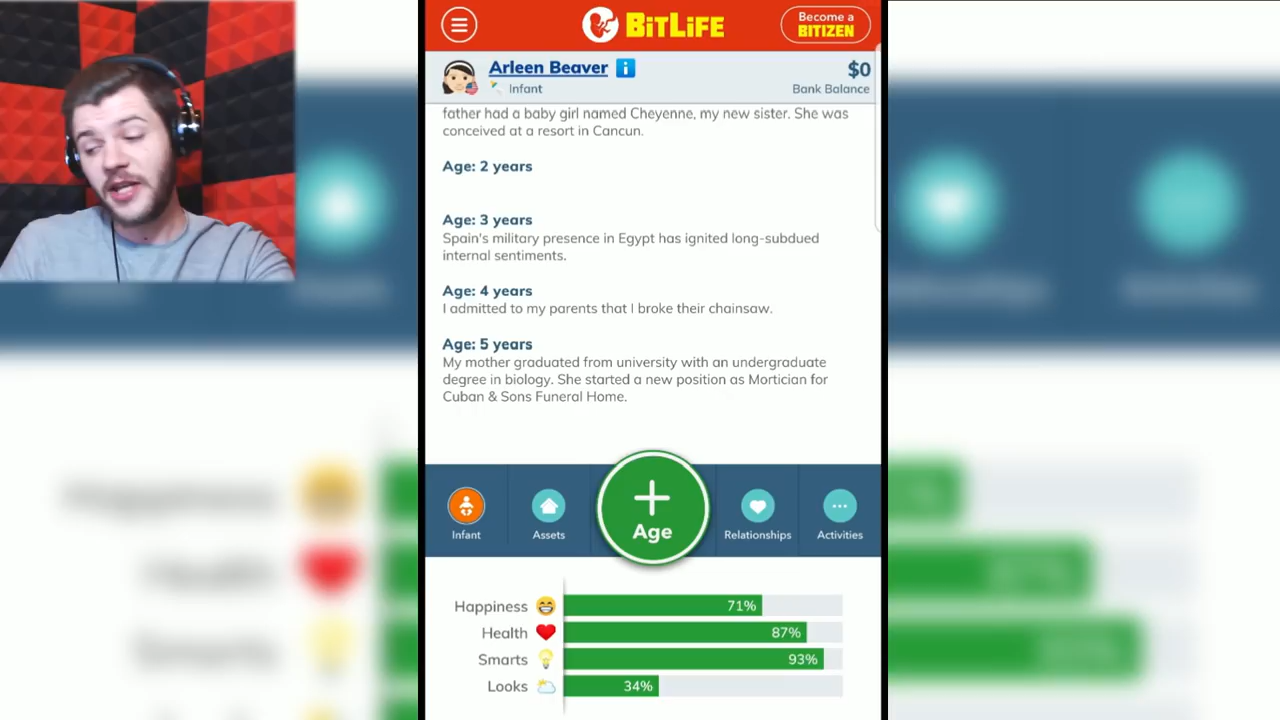 BitLife
Become a
BITIZEN
Arleen Beaver
$0
Infant
Bank Balance
father had a baby girl named Cheyenne, my new sister. She was
conceived at a resort in Cancun.
Age: 2 years
Age: 3 years
Spain's military presence in Egypt has ignited long-subdued
internal sentiments.
Age: 4 years
I admitted to my parents that I broke their chainsaw.
Age: 5 years
My mother graduated from university with an undergraduate
degree in biology. She started a new position as Mortician for
Cuban & Sons Funeral Home.
Infant
Assets
+
Age
Relationships
Activities
Happiness 71%
Health 87%
Smarts 93%
Looks 34%
Happiness
Health
Smarts